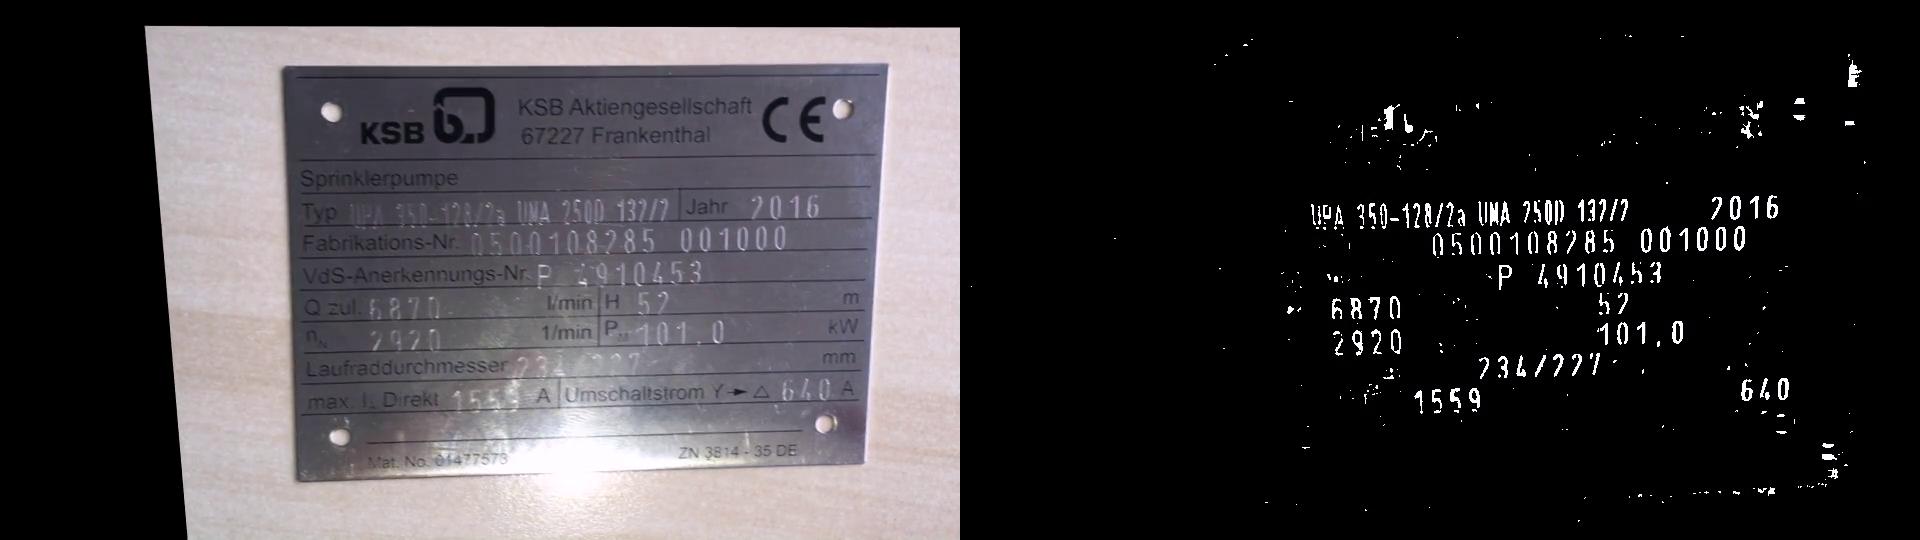 KSB KSB Aktiengesellschaft
67227 Frankenthal
CE
Sprinklerpumpe
Typ UPA 350-128/2a UMA 250D 132/2 Jahr 2016
Fabrikations-Nr. 0500108285 001000
VdS-Anerkennungs-Nr. P 4910453
Q zul. 6870 l/min H 52 m
n_N 2920 1/min P_M 101,0 kW
Laufraddurchmesser 234/227 mm
max. I_L Direkt 1559 A Umschaltstrom Y → △ 640 A
Mat. No. 01477573 ZN 3814 - 35 DE
UPA 350-128/2a UMA 250D 132/2 2016
0500108285 001000
P 4910453
6870 52
2920 101,0
234/227
1559 640